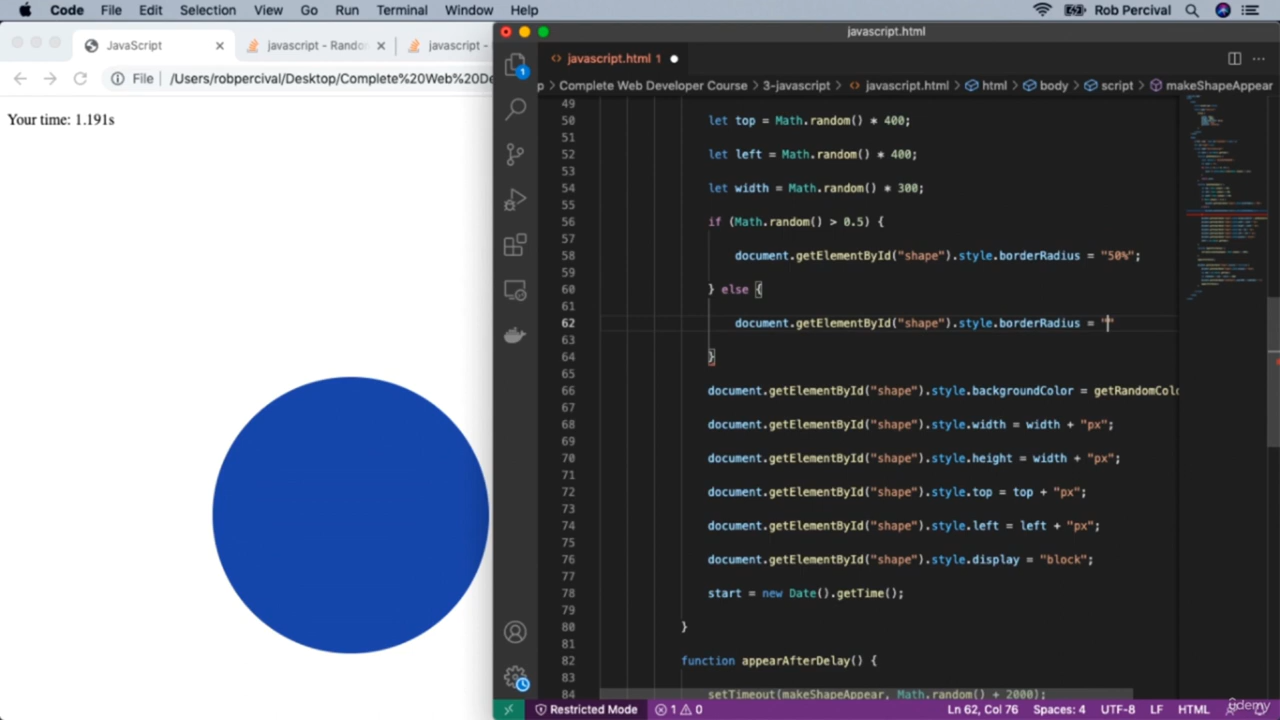 Code File Edit Selection View Go Run Terminal Window Help Rob Percival
JavaScript
javascript - Rando
javascript -
File /Users/robpercival/Desktop/Complete%20Web%20De
Your time: 1.191s
javascript.html
javascript.html 1
p > Complete Web Developer Course > 3-javascript > javascript.html > html > body > script > makeShapeAppear
49
50 let top = Math.random() * 400;
51
52 let left = Math.random() * 400;
53
54 let width = Math.random() * 300;
55
56 if (Math.random() > 0.5) {
57
58 document.getElementById("shape").style.borderRadius = "50%";
59
60 } else {
61
62 document.getElementById("shape").style.borderRadius = ""
63
64 }
65
66 document.getElementById("shape").style.backgroundColor = getRandomColo
67
68 document.getElementById("shape").style.width = width + "px";
69
70 document.getElementById("shape").style.height = width + "px";
71
72 document.getElementById("shape").style.top = top + "px";
73
74 document.getElementById("shape").style.left = left + "px";
75
76 document.getElementById("shape").style.display = "block";
77
78 start = new Date().getTime();
79
80 }
81
82 function appearAfterDelay() {
83
84 setTimeout(makeShapeAppear, Math.random() * 2000);
1
Restricted Mode 1 0 Ln 62, Col 76 Spaces: 4 UTF-8 LF HTML
ûdemy